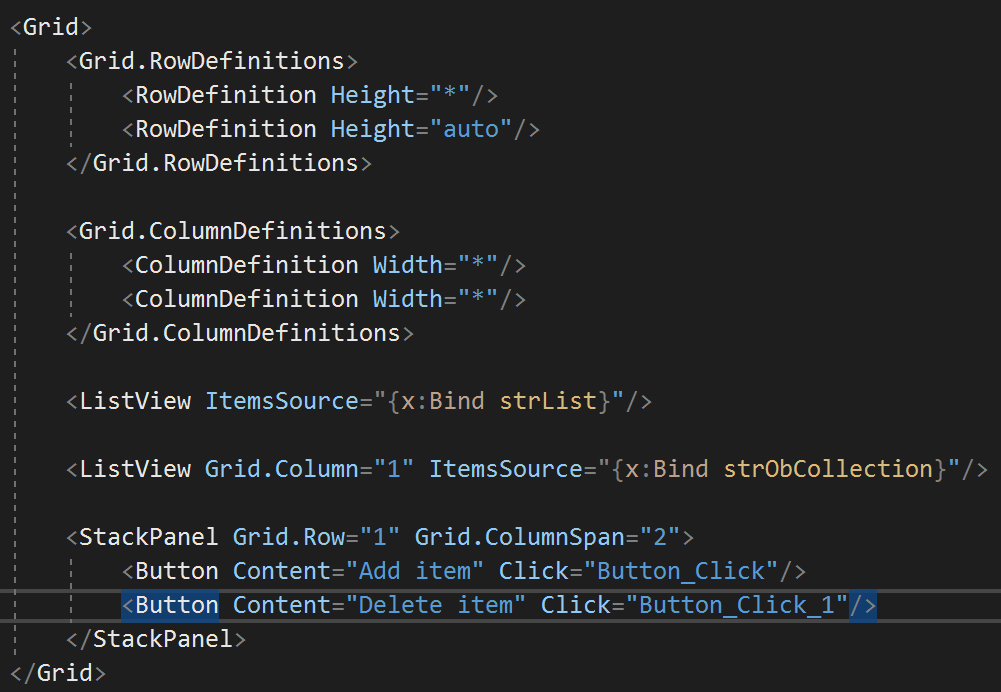 <Grid>
    <Grid.RowDefinitions>
        <RowDefinition Height="*"/>
        <RowDefinition Height="auto"/>
    </Grid.RowDefinitions>

    <Grid.ColumnDefinitions>
        <ColumnDefinition Width="*"/>
        <ColumnDefinition Width="*"/>
    </Grid.ColumnDefinitions>

    <ListView ItemsSource="{x:Bind strList}"/>

    <ListView Grid.Column="1" ItemsSource="{x:Bind strObCollection}"/>

    <StackPanel Grid.Row="1" Grid.ColumnSpan="2">
        <Button Content="Add item" Click="Button_Click"/>
        <Button Content="Delete item" Click="Button_Click_1"/>
    </StackPanel>
</Grid>